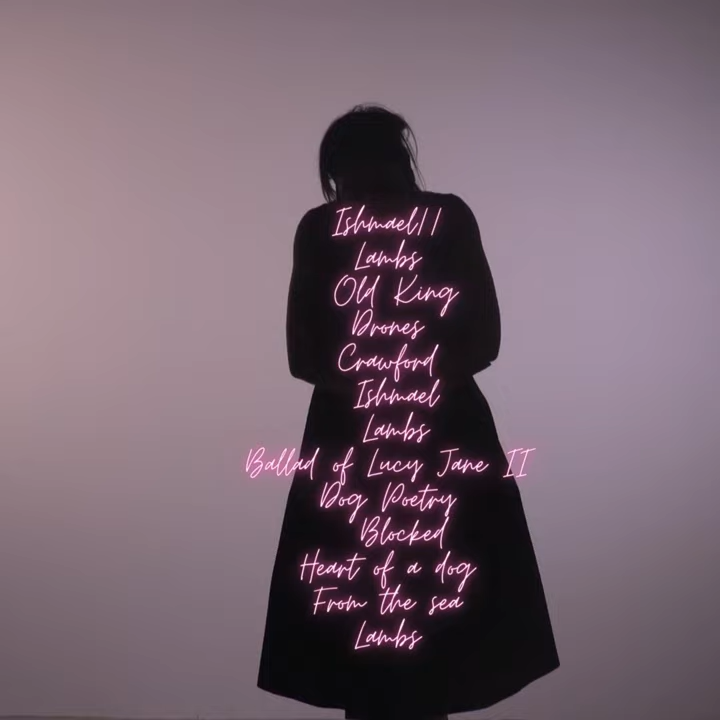 Ishmael//
Lambs
Old King
Drones
Crawford
Ishmael
Lambs
Ballad of Lucy Jane II
Dog Poetry
Blocked
Heart of a dog
From the sea
Lambs